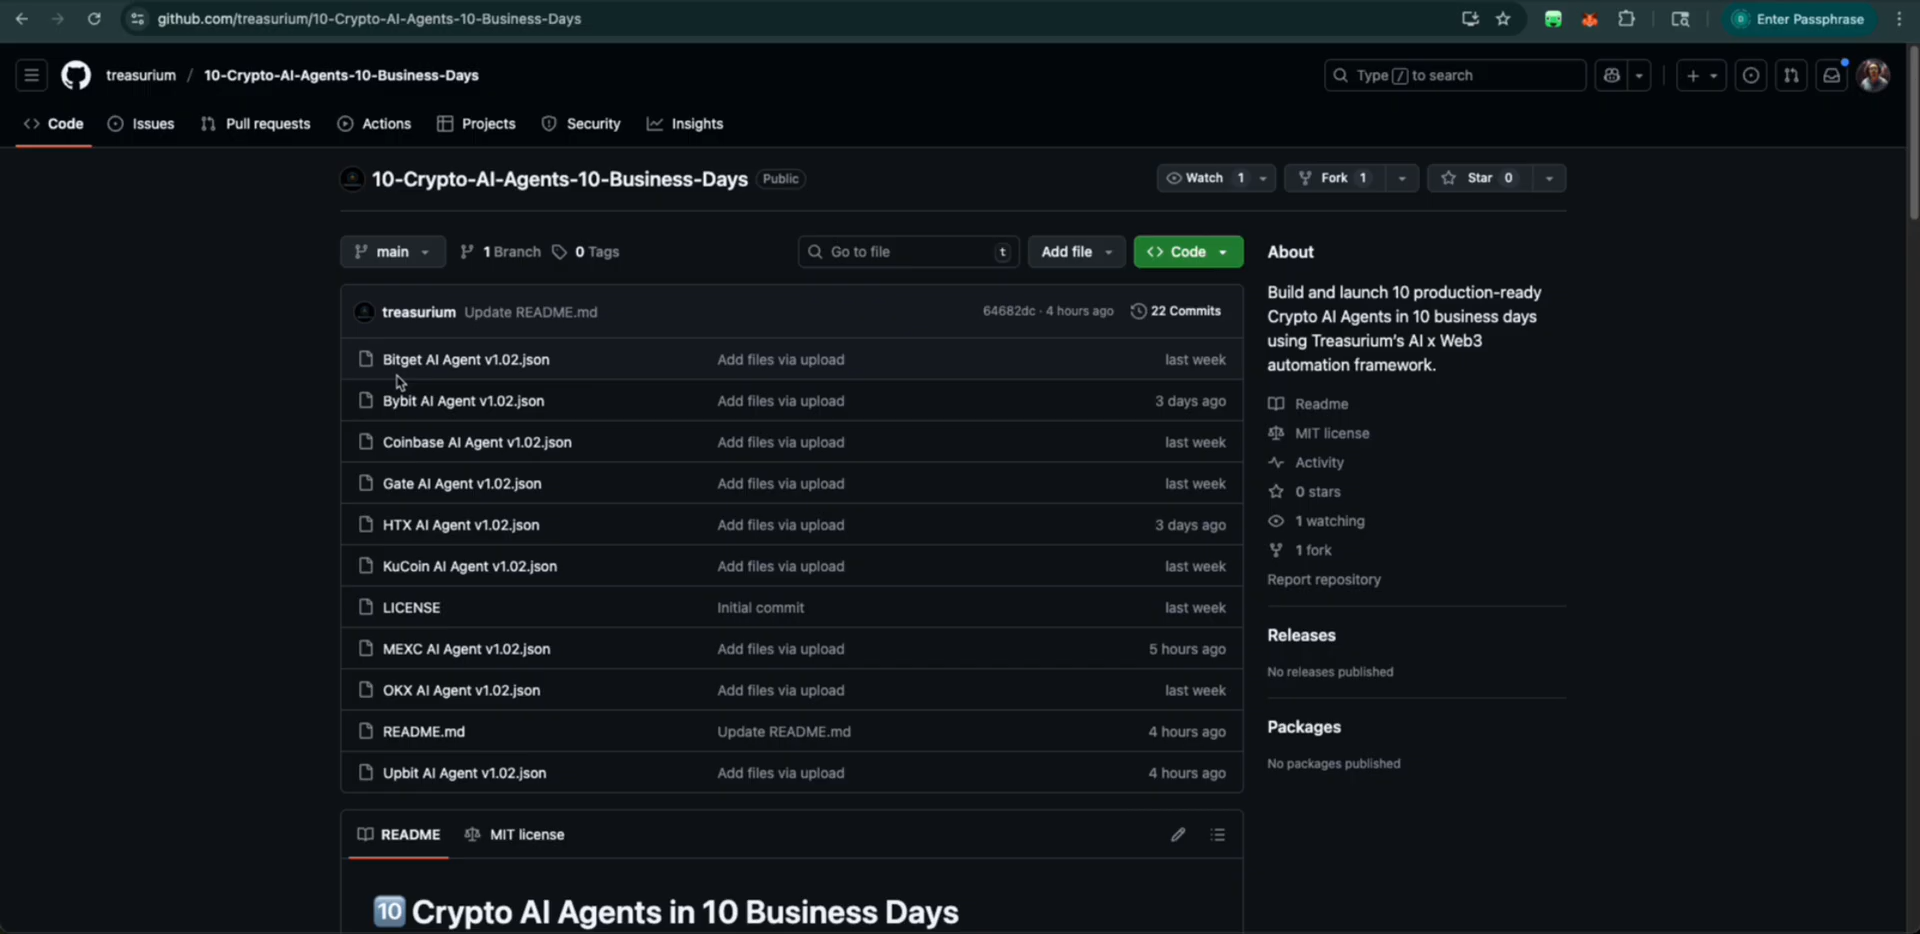 github.com/treasurium/10-Crypto-AI-Agents-10-Business-Days
Enter Passphrase
treasurium / 10-Crypto-AI-Agents-10-Business-Days
Type / to search
Code Issues Pull requests Actions Projects Security Insights
10-Crypto-AI-Agents-10-Business-Days Public
Watch 1 Fork 1 Star 0
main 1 Branch 0 Tags
Go to file t
Add file
Code
treasurium Update README.md 64682dc · 4 hours ago 22 Commits
Bitget AI Agent v1.02.json Add files via upload last week
Bybit AI Agent v1.02.json Add files via upload 3 days ago
Coinbase AI Agent v1.02.json Add files via upload last week
Gate AI Agent v1.02.json Add files via upload last week
HTX AI Agent v1.02.json Add files via upload 3 days ago
KuCoin AI Agent v1.02.json Add files via upload last week
LICENSE Initial commit last week
MEXC AI Agent v1.02.json Add files via upload 5 hours ago
OKX AI Agent v1.02.json Add files via upload last week
README.md Update README.md 4 hours ago
Upbit AI Agent v1.02.json Add files via upload 4 hours ago
README MIT license
10 Crypto AI Agents in 10 Business Days
About
Build and launch 10 production-ready
Crypto AI Agents in 10 business days
using Treasurium's AI x Web3
automation framework.
Readme
MIT license
Activity
0 stars
1 watching
1 fork
Report repository
Releases
No releases published
Packages
No packages published